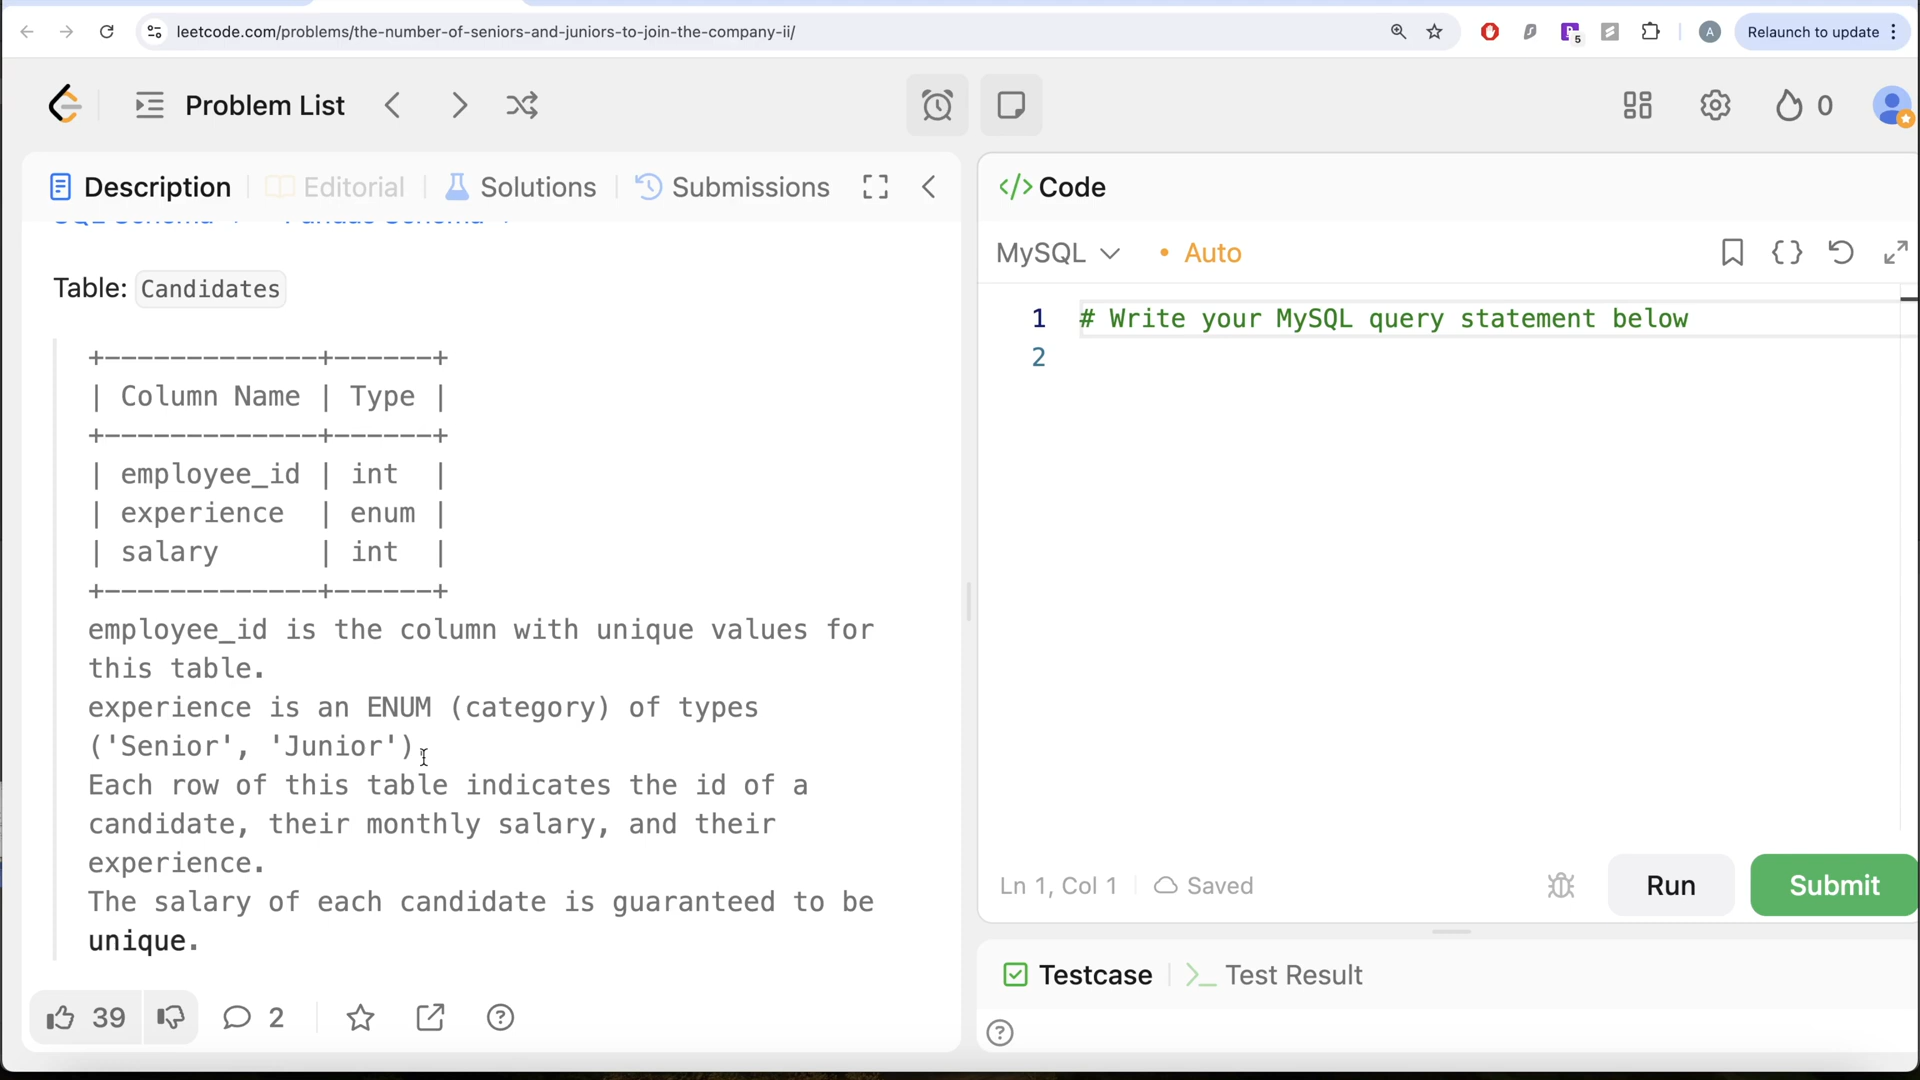 leetcode.com/problems/the-number-of-seniors-and-juniors-to-join-the-company-ii/
5
A
Relaunch to update
Problem List
0
Description
Editorial
Solutions
Submissions
Code
MySQL
Auto
Table: Candidates
+-------------+------+
| Column Name | Type |
+-------------+------+
| employee_id | int  |
| experience  | enum |
| salary      | int  |
+-------------+------+
employee_id is the column with unique values for
this table.
experience is an ENUM (category) of types
('Senior', 'Junior').
Each row of this table indicates the id of a
candidate, their monthly salary, and their
experience.
The salary of each candidate is guaranteed to be
unique.
39
2
1 # Write your MySQL query statement below
2
Ln 1, Col 1
Saved
Run
Submit
Testcase
Test Result